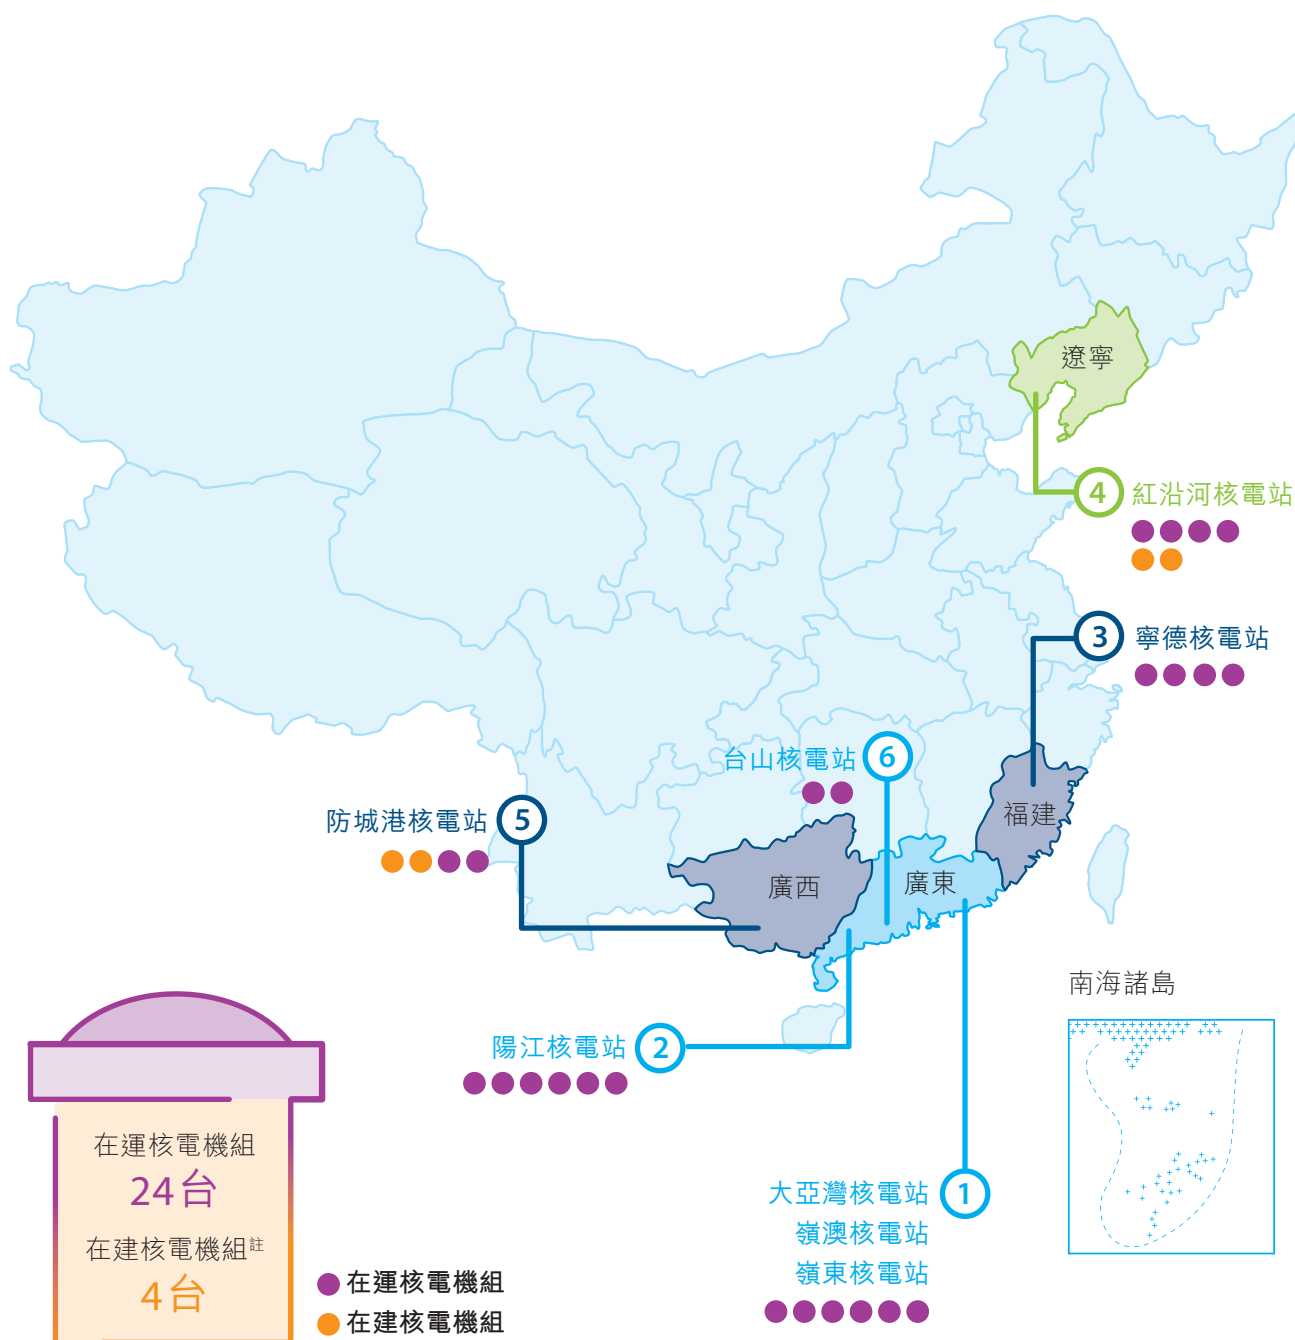 遼寧
4
紅沿河核電站
3
寧德核電站
台山核電站
6
防城港核電站
5
福建
廣西
廣東
南海諸島
陽江核電站
2
在運核電機組
24台
在建核電機組註
4台
大亞灣核電站
1
嶺澳核電站
嶺東核電站
在運核電機組
在建核電機組